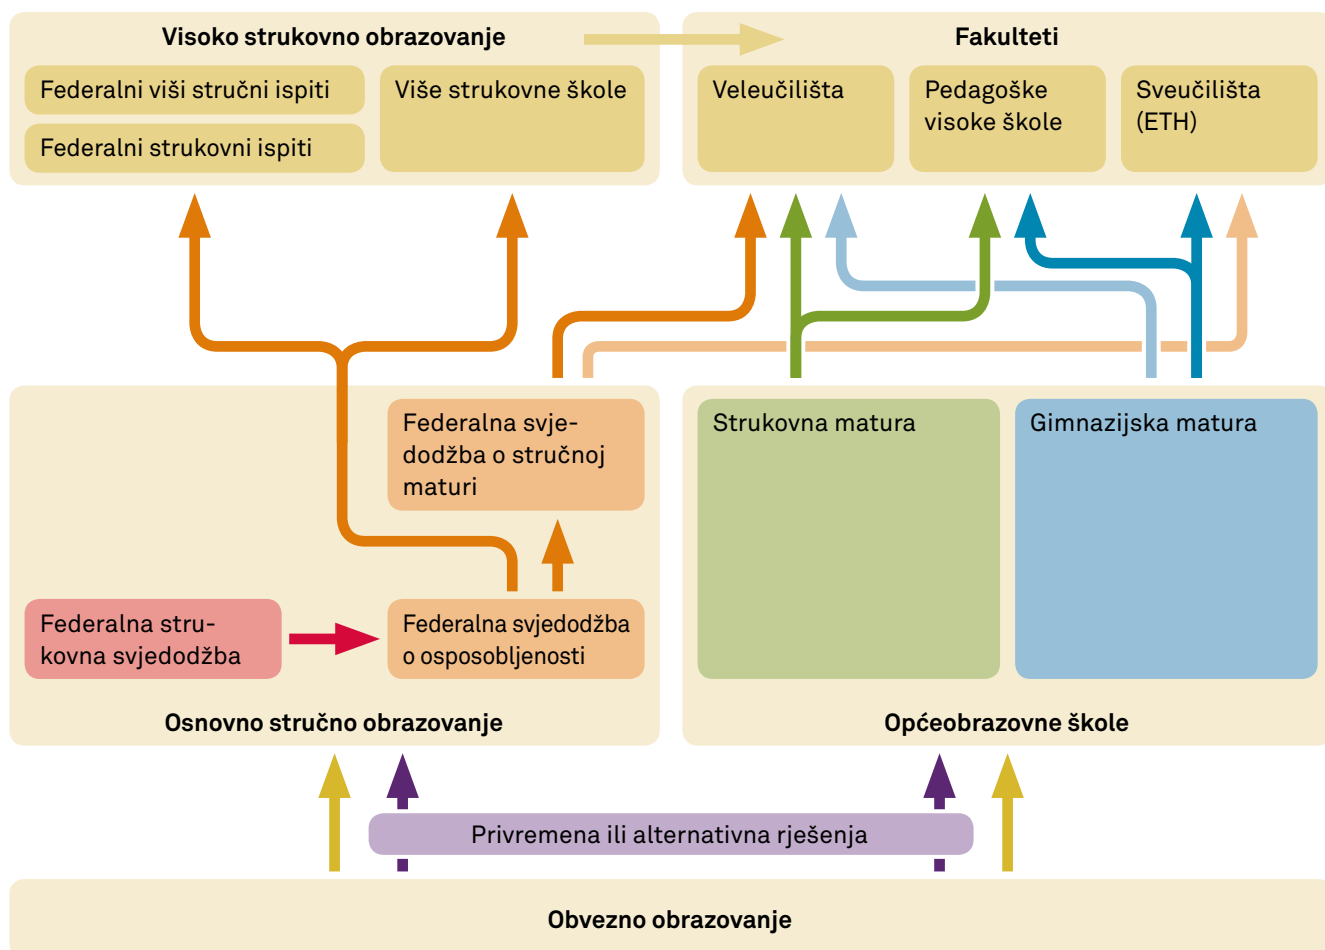 Visoko strukovno obrazovanje
Federalni viši stručni ispiti
Federalni strukovni ispiti
Više strukovne škole
Fakulteti
Veleučilišta
Pedagoške
visoke škole
Sveučilišta
(ETH)
Federalna svje-
dodžba o stručnoj
maturi
Federalna stru-
kovna svjedodžba
Federalna svjedodžba
o osposobljenosti
Osnovno stručno obrazovanje
Strukovna matura
Gimnazijska matura
Općeobrazovne škole
Privremena ili alternativna rješenja
Obvezno obrazovanje